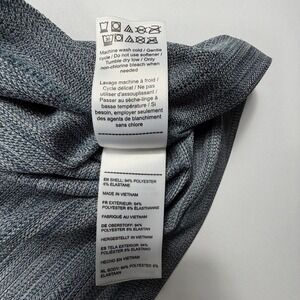 Machine wash cold / Gentle
cycle / Do not use softener /
Tumble dry low / Only
non-chlorine bleach when
needed
Lavage machine à froid /
Cycle délicat / Ne pas
utiliser d'assouplissant /
Passer au sèche-linge à
basse température / Si
besoin, employer seulement
des agents de blanchiment
sans chlore
EN SHELL: 94% POLYESTER
6% ELASTANE
MADE IN VIETNAM
FR EXTÉRIEUR: 94%
POLYESTER 6% ÉLASTHANNE
FABRIQUÉ AU VIETNAM
DE OBERSTOFF: 94%
POLYESTER 6% ELASTAN
HERGESTELLT IN VIETNAM
ES TELA EXTERIOR: 94%
POLIÉSTER 6% ELASTANO
HECHO EN VIETNAM
NL BODY: 94% POLYESTER
6% ELASTAAN